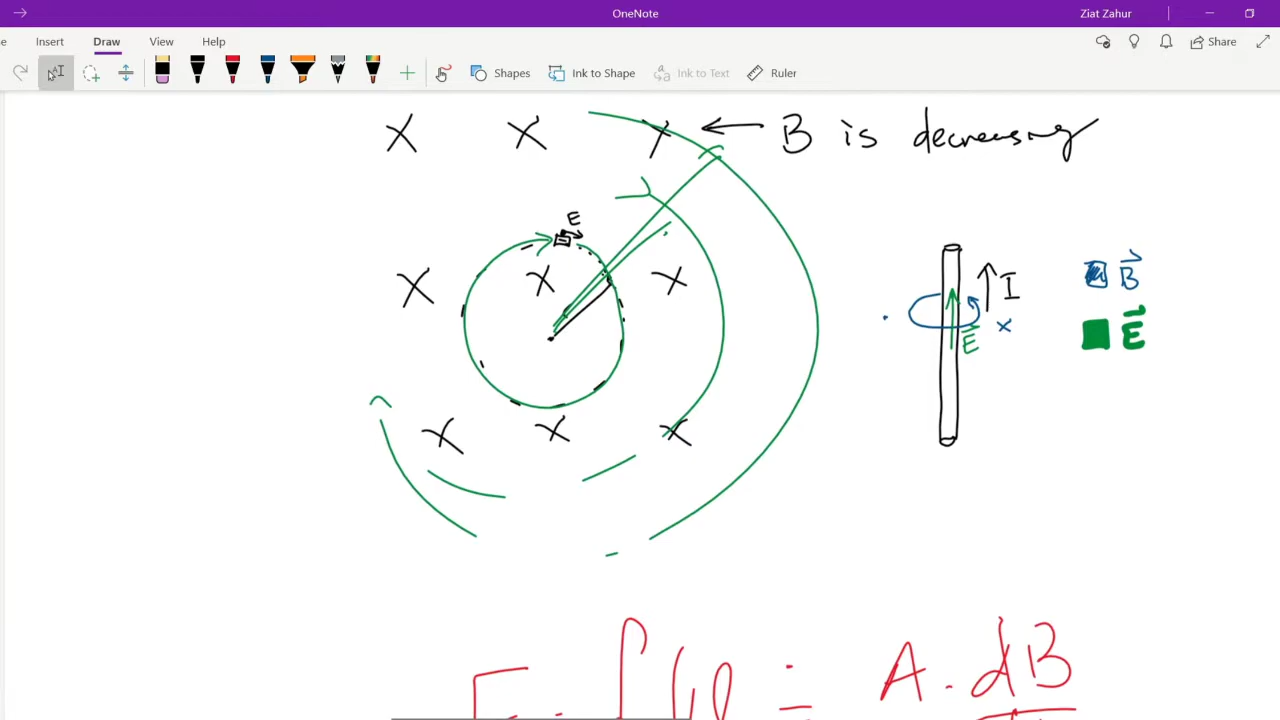 OneNote
Ziat Zahur
Insert Draw View Help
Share
Shapes Ink to Shape Ink to Text Ruler
X X X ← B is decreasing
E
X X X
I
B
x
E
E
X X X
E . ∫ dl = A . dB